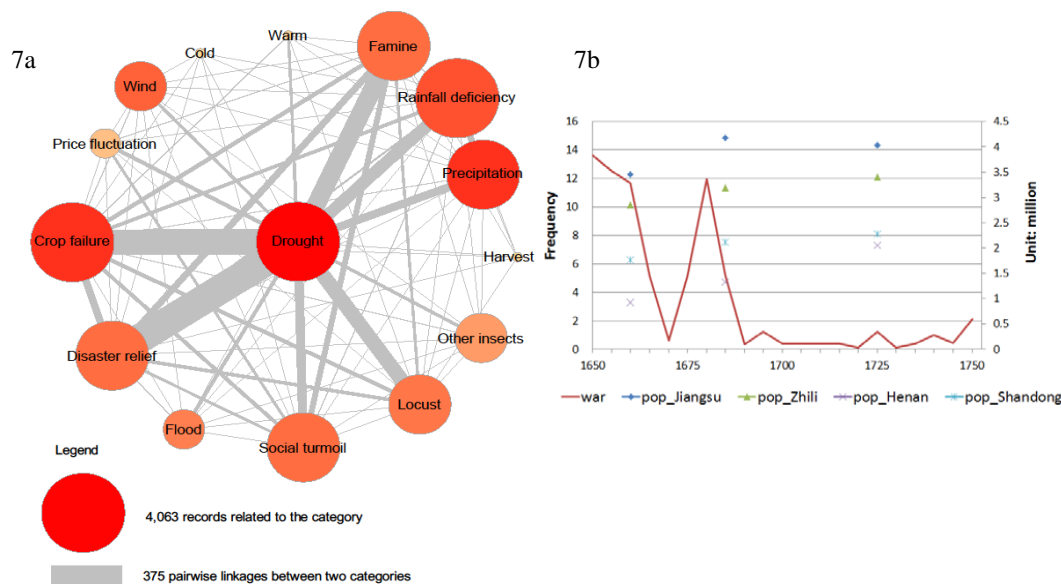 7a
Warm
Cold
Famine
Wind
Rainfall deficiency
Price fluctuation
Precipitation
Crop failure
Drought
Harvest
Other insects
Disaster relief
Locust
Flood
Social turmoil
Legend
4,063 records related to the category
375 pairwise linkages between two categories
7b
16
14
12
10
8
6
4
2
0
Frequency
4.5
4
3.5
3
2.5
2
1.5
1
0.5
0
Unit: million
1650 1675 1700 1725 1750
war pop_Jiangsu pop_Zhili pop_Henan pop_Shandong